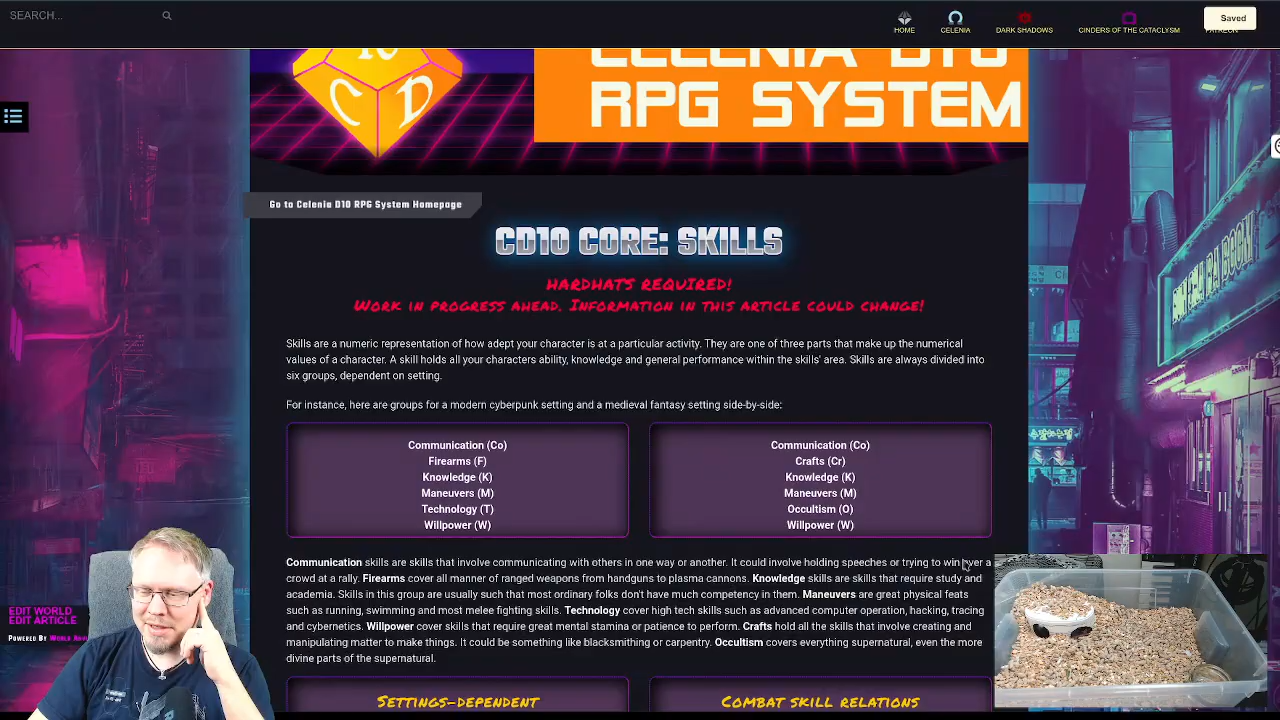 SEARCH...
HOME
CELENIA
DARK SHADOWS
CINDERS OF THE CATACLYSM
PATREON
Saved
10
C D
CELENIA D10
RPG SYSTEM
Go to Celenia D10 RPG System Homepage
CD10 CORE: SKILLS
HARDHATS REQUIRED!
WORK IN PROGRESS AHEAD. INFORMATION IN THIS ARTICLE COULD CHANGE!
Skills are a numeric representation of how adept your character is at a particular activity. They are one of three parts that make up the numerical
values of a character. A skill holds all your characters ability, knowledge and general performance within the skills' area. Skills are always divided into
six groups, dependent on setting.
For instance, here are groups for a modern cyberpunk setting and a medieval fantasy setting side-by-side:
Communication (Co)
Firearms (F)
Knowledge (K)
Maneuvers (M)
Technology (T)
Willpower (W)
Communication (Co)
Crafts (Cr)
Knowledge (K)
Maneuvers (M)
Occultism (O)
Willpower (W)
Communication skills are skills that involve communicating with others in one way or another. It could involve holding speeches or trying to win over a
crowd at a rally. Firearms cover all manner of ranged weapons from handguns to plasma cannons. Knowledge skills are skills that require study and
academia. Skills in this group are usually such that most ordinary folks don't have much competency in them. Maneuvers are great physical feats
such as running, swimming and most melee fighting skills. Technology cover high tech skills such as advanced computer operation, hacking, tracing
and cybernetics. Willpower cover skills that require great mental stamina or patience to perform. Crafts hold all the skills that involve creating and
manipulating matter to make things. It could be something like blacksmithing or carpentry. Occultism covers everything supernatural, even the more
divine parts of the supernatural.
SETTINGS-DEPENDENT
COMBAT SKILL RELATIONS
EDIT WORLD
EDIT ARTICLE
POWERED BY WORLD